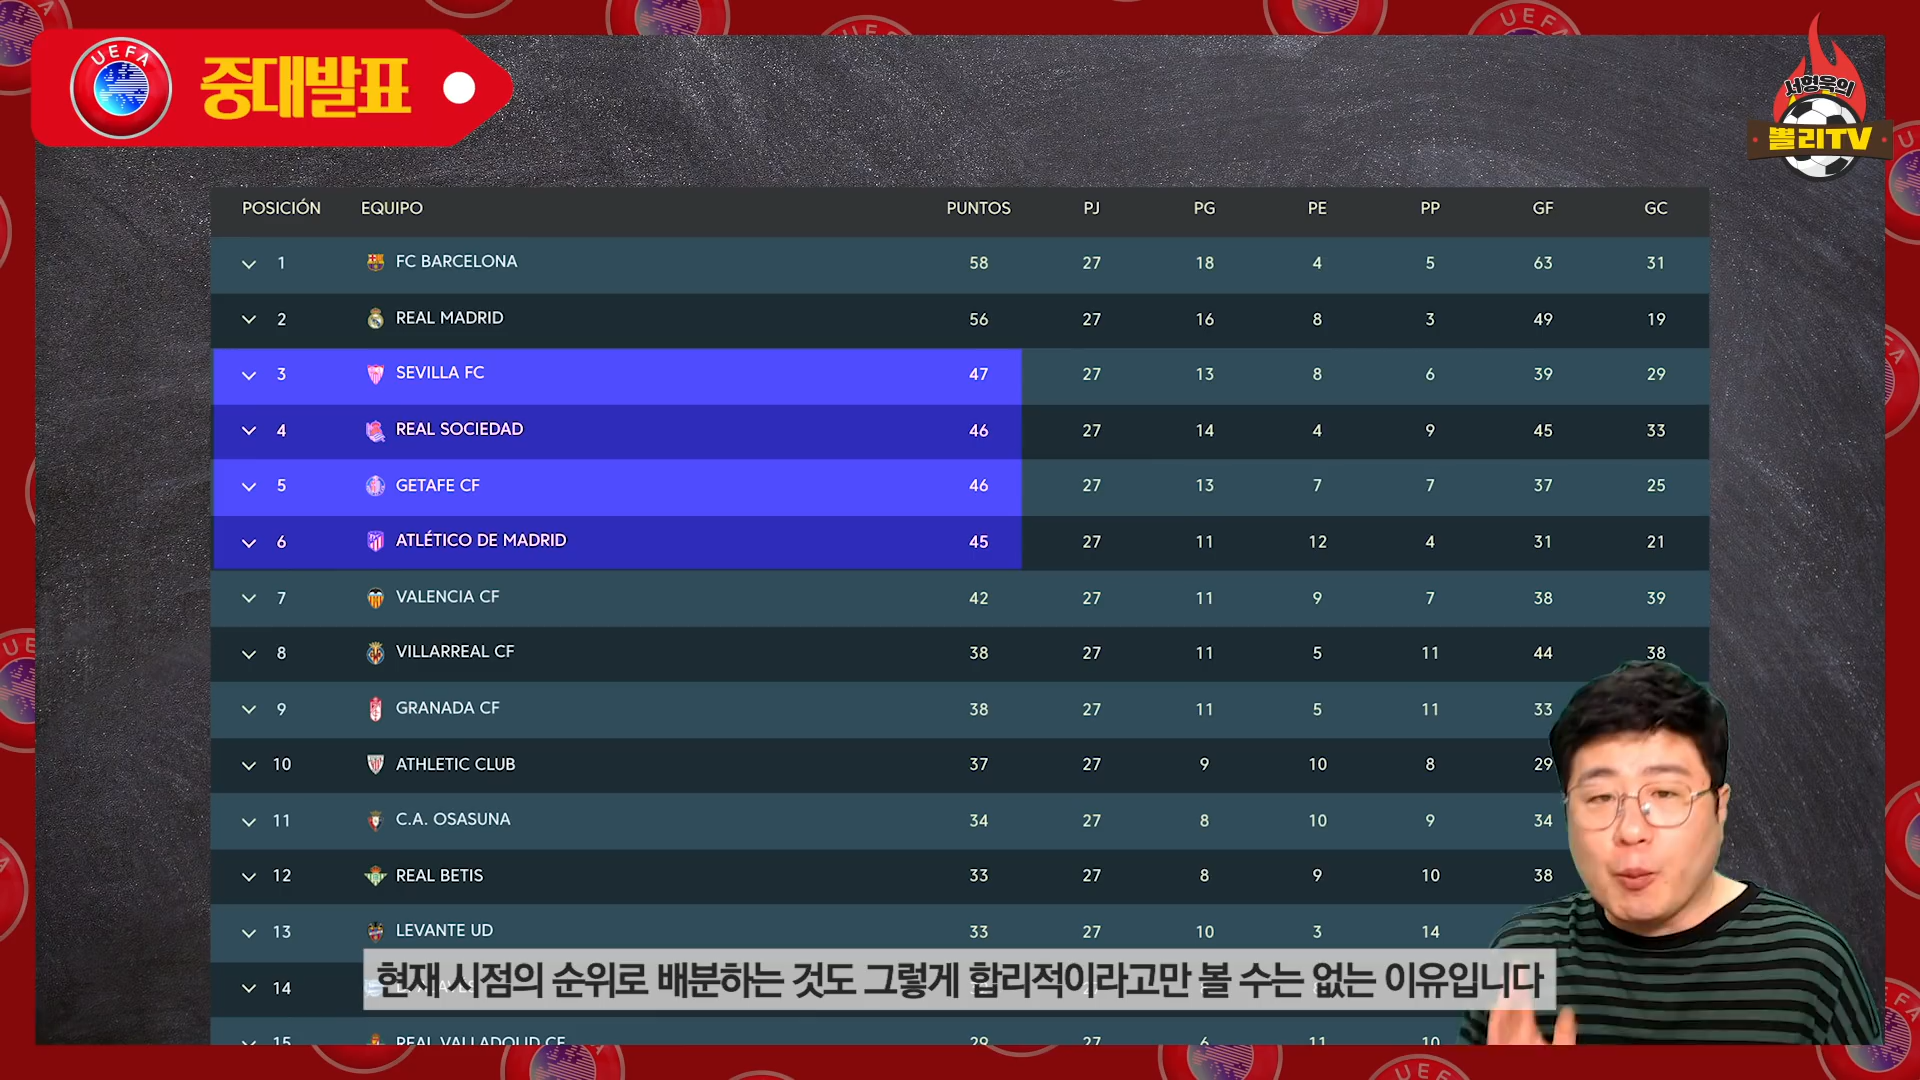 UEFA 중대발표
서형욱의
뽈리TV
POSICIÓN EQUIPO PUNTOS PJ PG PE PP GF GC
1 FC BARCELONA 58 27 18 4 5 63 31
2 REAL MADRID 56 27 16 8 3 49 19
3 SEVILLA FC 47 27 13 8 6 39 29
4 REAL SOCIEDAD 46 27 14 4 9 45 33
5 GETAFE CF 46 27 13 7 7 37 25
6 ATLÉTICO DE MADRID 45 27 11 12 4 31 21
7 VALENCIA CF 42 27 11 9 7 38 39
8 VILLARREAL CF 38 27 11 5 11 44 38
9 GRANADA CF 38 27 11 5 11 33
10 ATHLETIC CLUB 37 27 9 10 8 29
11 C.A. OSASUNA 34 27 8 10 9 34
12 REAL BETIS 33 27 8 9 10 38
13 LEVANTE UD 33 27 10 3 14
14
현재 시점의 순위로 배분하는 것도 그렇게 합리적이라고만 볼 수는 없는 이유입니다
15 REAL VALLADOLID CF 29 27 6 11 10